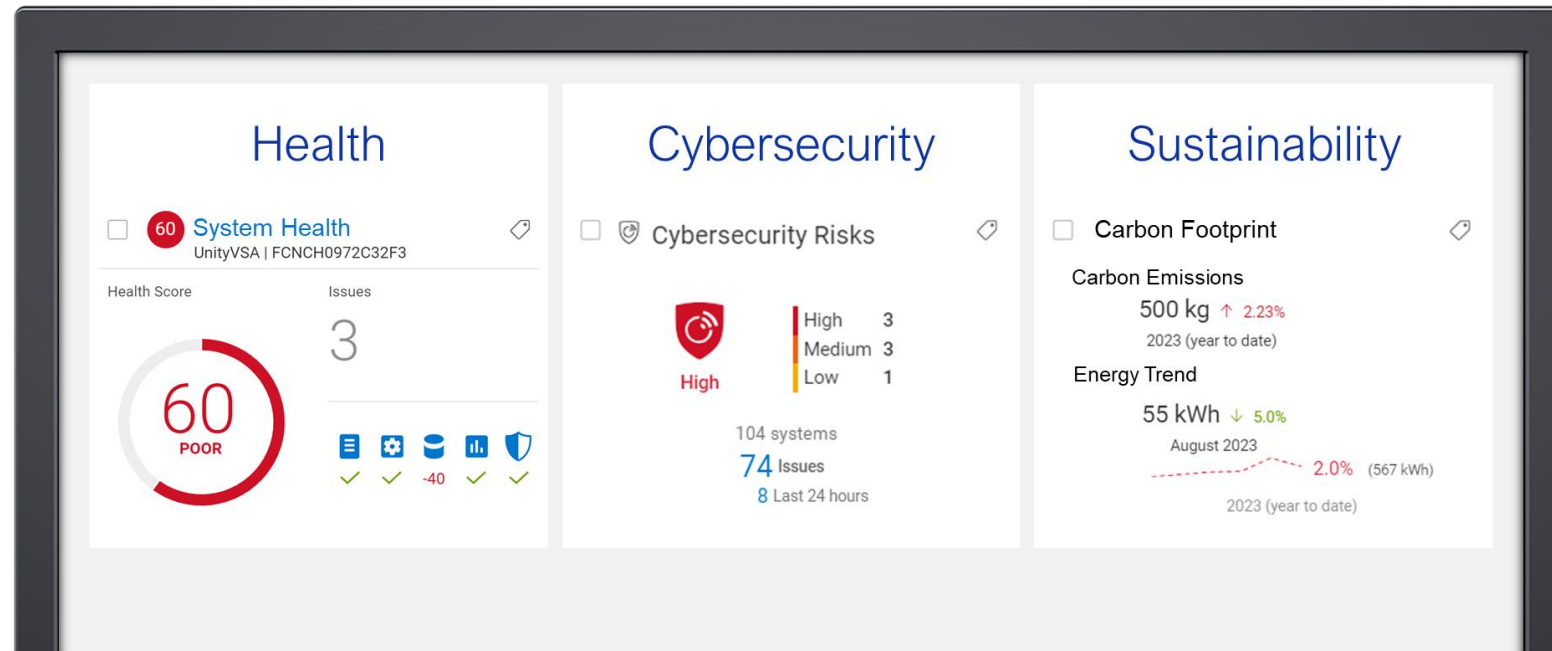 Health
60 System Health
UnityVSA | FCNCH0972C32F3
Health Score
Issues
3
60
POOR
-40
Cybersecurity
Cybersecurity Risks
High
High 3
Medium 3
Low 1
104 systems
74 Issues
8 Last 24 hours
Sustainability
Carbon Footprint
Carbon Emissions
500 kg ↑ 2.23%
2023 (year to date)
Energy Trend
55 kWh ↓ 5.0%
August 2023
2.0% (567 kWh)
2023 (year to date)